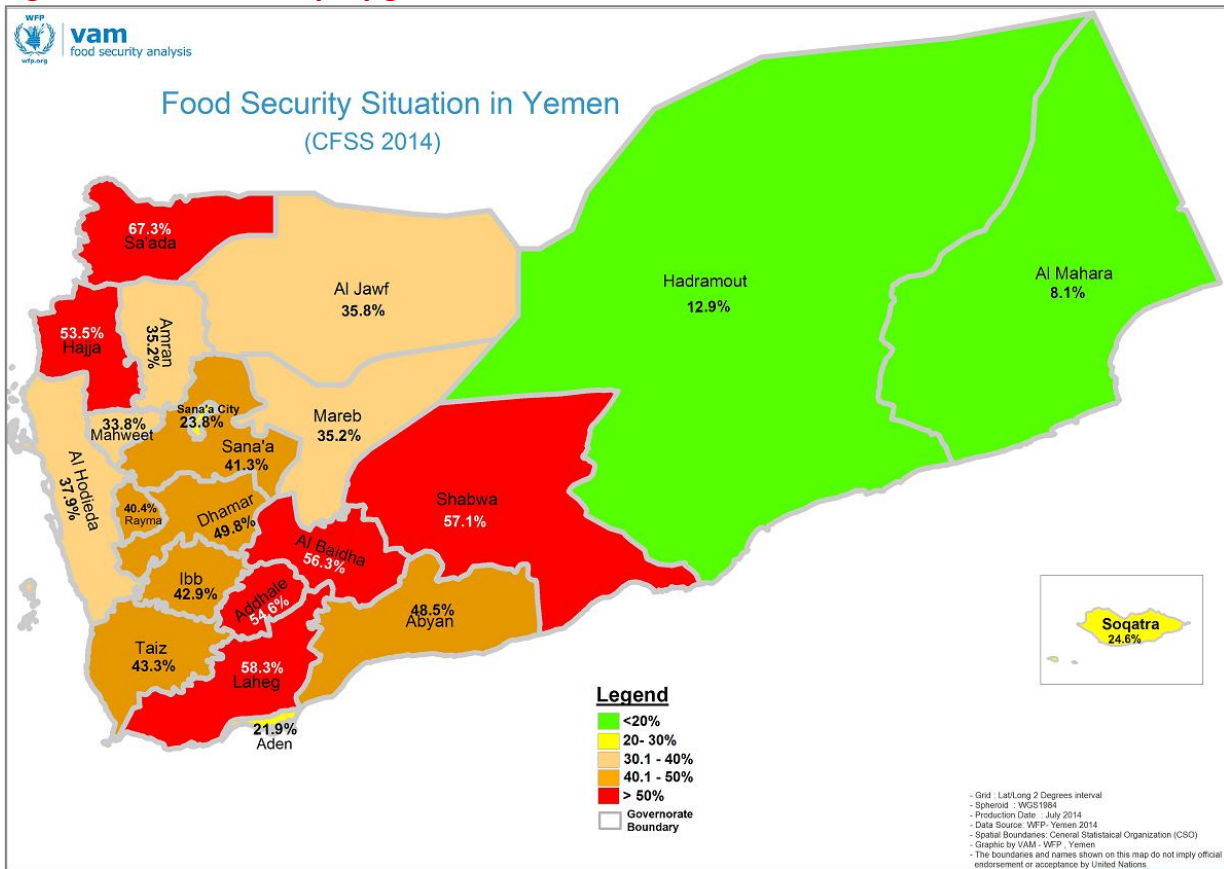 WFP
wfp.org
vam
food security analysis
Food Security Situation in Yemen
(CFSS 2014)
67.3%
Sa'ada
Al Jawf
35.8%
Hadramout
12.9%
Al Mahara
8.1%
53.5%
Hajja
Amran
35.2%
Sana'a City
23.8%
33.8%
Mahweet
Mareb
35.2%
Sana'a
41.3%
Al Hodieda
37.9%
40.4%
Rayma
Dhamar
49.8%
Shabwa
57.1%
Al Baidha
56.3%
Ibb
42.9%
Addhale
54.6%
48.5%
Abyan
Taiz
43.3%
58.3%
Laheg
21.9%
Aden
Soqatra
24.6%
Legend
<20%
20- 30%
30.1 - 40%
40.1 - 50%
> 50%
Governorate
Boundary
- Grid : Lat/Long 2 Degrees interval
- Spheroid : WGS1984
- Production Date : July 2014
- Data Source: WFP- Yemen 2014
- Spatial Boundaries: Ceneral Statistaical Organization (CSO)
- Graphic by VAM - WFP , Yemen
- The boundaries and names shown on this map do not imply official
endorsement or acceptance by United Nations